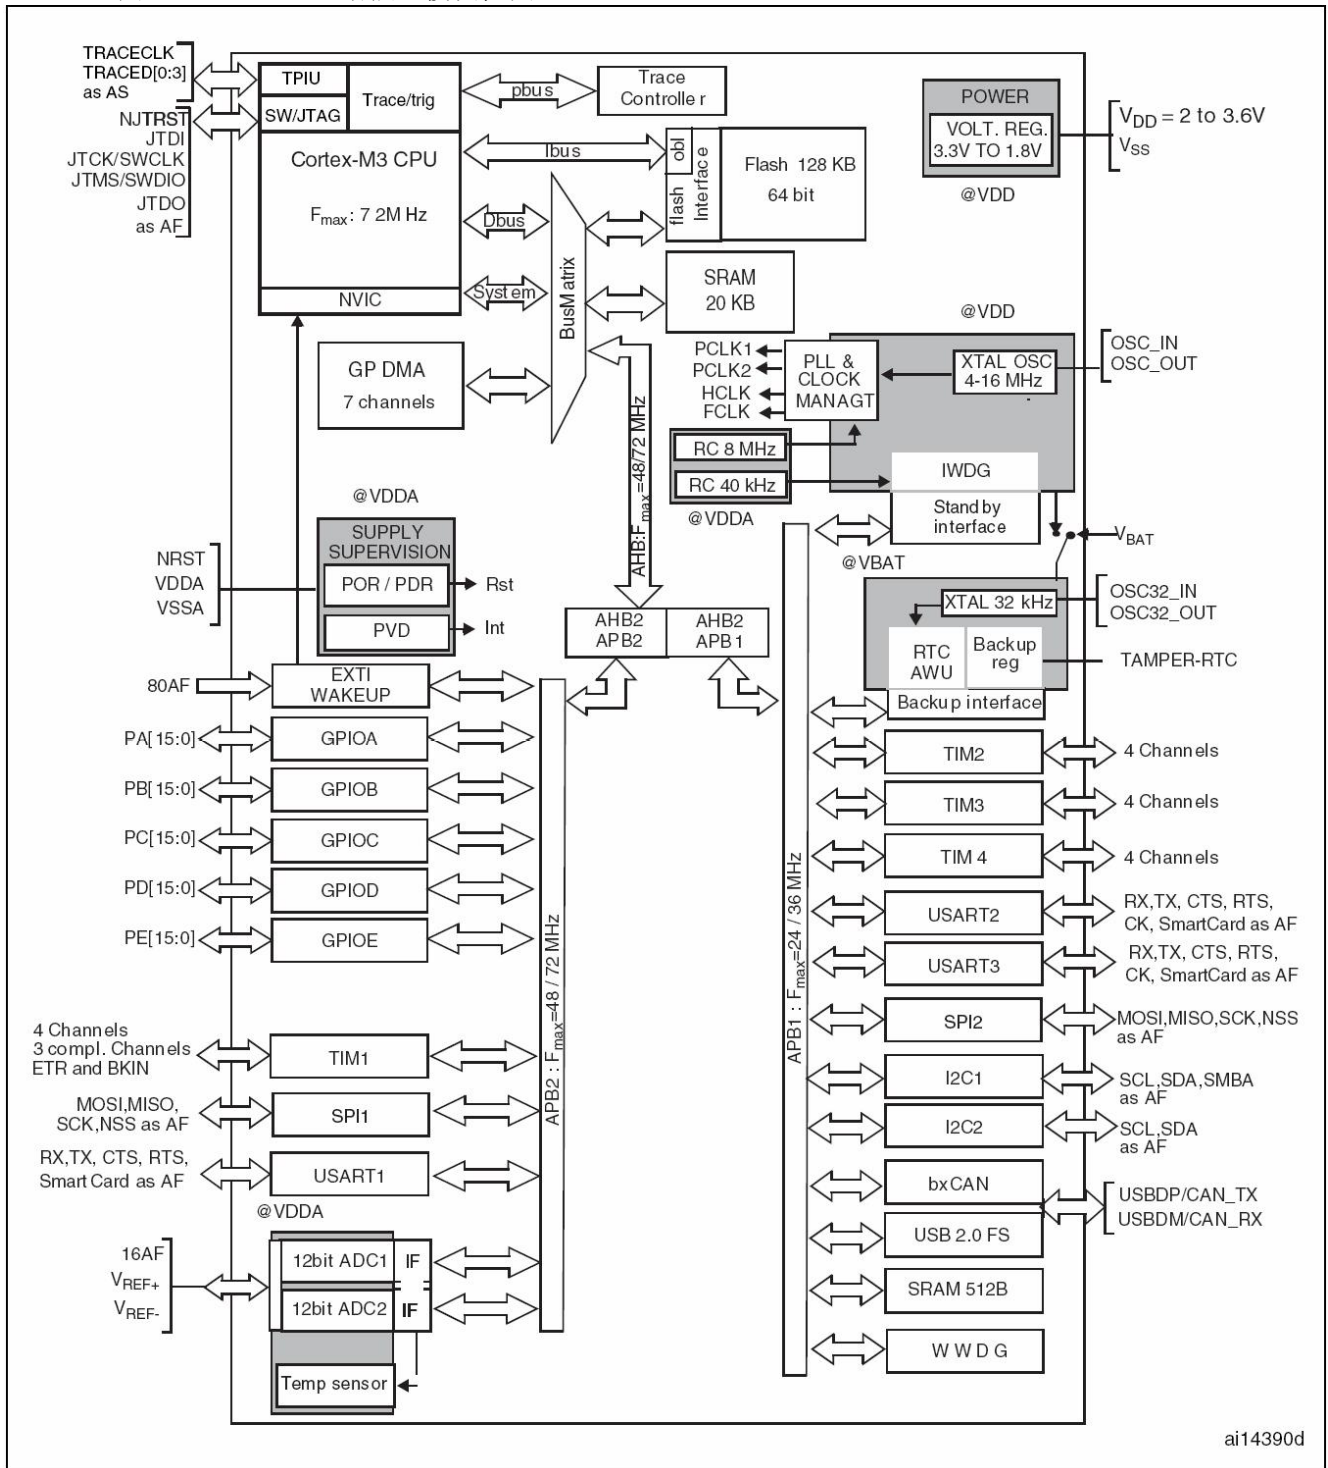 TRACECLK
TRACED[0:3]
as AS
NJTRST
JTDI
JTCK/SWCLK
JTMS/SWDIO
JTDO
as AF
TPIU
SW/JTAG
Trace/trig
Cortex-M3 CPU
Fmax: 7 2M Hz
NVIC
pbus
Trace
Controlle r
Ibus
Dbus
System
BusM atrix
flash obl
Interface
Flash 128 KB
64 bit
SRAM
20 KB
POWER
VOLT. REG.
3.3V TO 1.8V
@VDD
VDD = 2 to 3.6V
VSS
GP DMA
7 channels
AHB:Fmax=48/72 MHz
@VDD
PCLK1
PCLK2
HCLK
FCLK
PLL &
CLOCK
MANAGT
XTAL OSC
4-16 MHz
OSC_IN
OSC_OUT
RC 8 MHz
RC 40 kHz
@VDDA
IWDG
Stand by
interface
VBAT
@VBAT
@VDDA
SUPPLY
SUPERVISION
POR / PDR
Rst
PVD
Int
NRST
VDDA
VSSA
AHB2
APB2
AHB2
APB1
XTAL 32 kHz
OSC32_IN
OSC32_OUT
RTC
AWU
Backup
reg
TAMPER-RTC
Backup interface
80AF
EXTI
WAKEUP
PA[15:0]
GPIOA
PB[15:0]
GPIOB
PC[15:0]
GPIOC
PD[15:0]
GPIOD
PE[15:0]
GPIOE
4 Channels
3 compl. Channels
ETR and BKIN
TIM1
MOSI,MISO,
SCK,NSS as AF
SPI1
RX,TX, CTS, RTS,
Smart Card as AF
USART1
@VDDA
16AF
VREF+
VREF-
12bit ADC1
IF
12bit ADC2
IF
Temp sensor
APB2 : Fmax=48 / 72 MHz
APB1 : Fmax=24 / 36 MHz
TIM2
4 Channels
TIM3
4 Channels
TIM 4
4 Channels
USART2
RX,TX, CTS, RTS,
CK, SmartCard as AF
USART3
RX,TX, CTS, RTS,
CK, SmartCard as AF
SPI2
MOSI,MISO,SCK,NSS
as AF
I2C1
SCL,SDA,SMBA
as AF
I2C2
SCL,SDA
as AF
bxCAN
USBDP/CAN_TX
USBDM/CAN_RX
USB 2.0 FS
SRAM 512B
W W D G
ai14390d